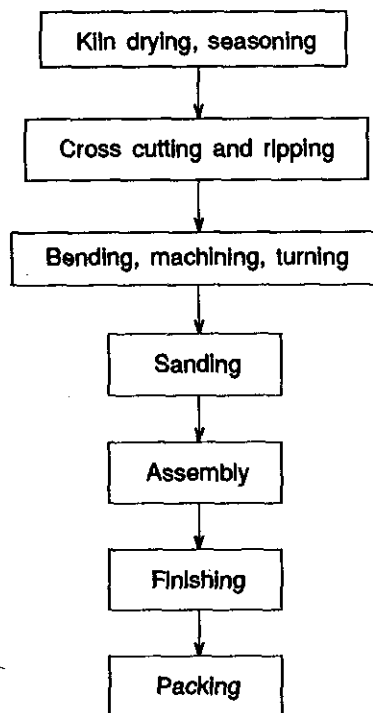 Kiln drying, seasoning
Cross cutting and ripping
Bending, machining, turning
Sanding
Assembly
Finishing
Packing